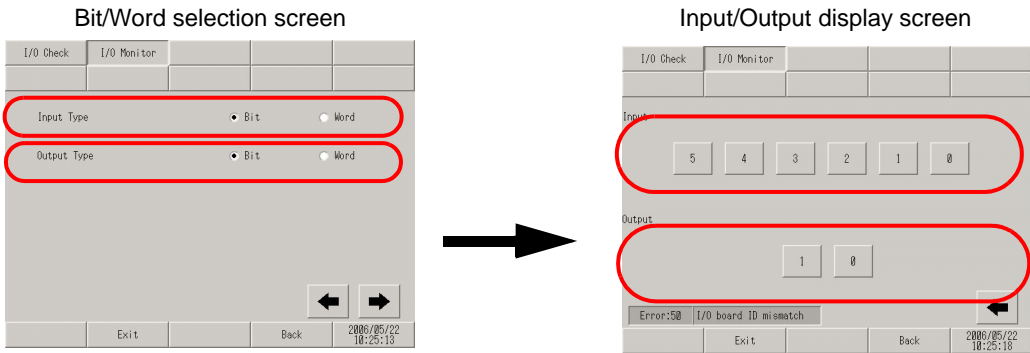 Bit/Word selection screen
I/O Check I/O Monitor
Input Type Bit Word
Output Type Bit Word
Exit Back 2006/05/22
10:25:13
Input/Output display screen
I/O Check I/O Monitor
Input
5 4 3 2 1 0
Output
1 0
Error:50 I/O board ID mismatch
Exit Back 2006/05/22
10:25:18